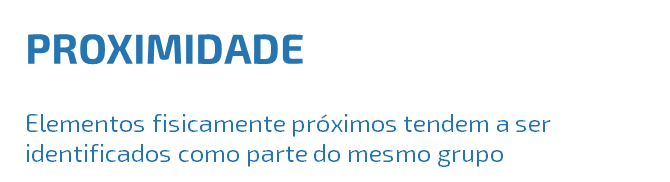 PROXIMIDADE
Elementos fisicamente próximos tendem a ser
identificados como parte do mesmo grupo